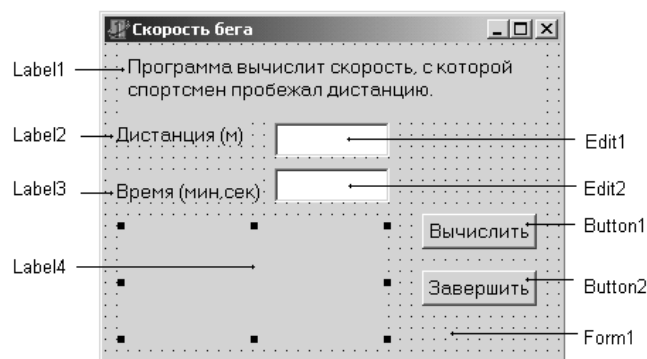 Скорость бега
Label1
Программа вычислит скорость, с которой
спортсмен пробежал дистанцию.
Label2
Дистанция (м)
Edit1
Label3
Время (мин,сек)
Edit2
Вычислить
Button1
Label4
Завершить
Button2
Form1